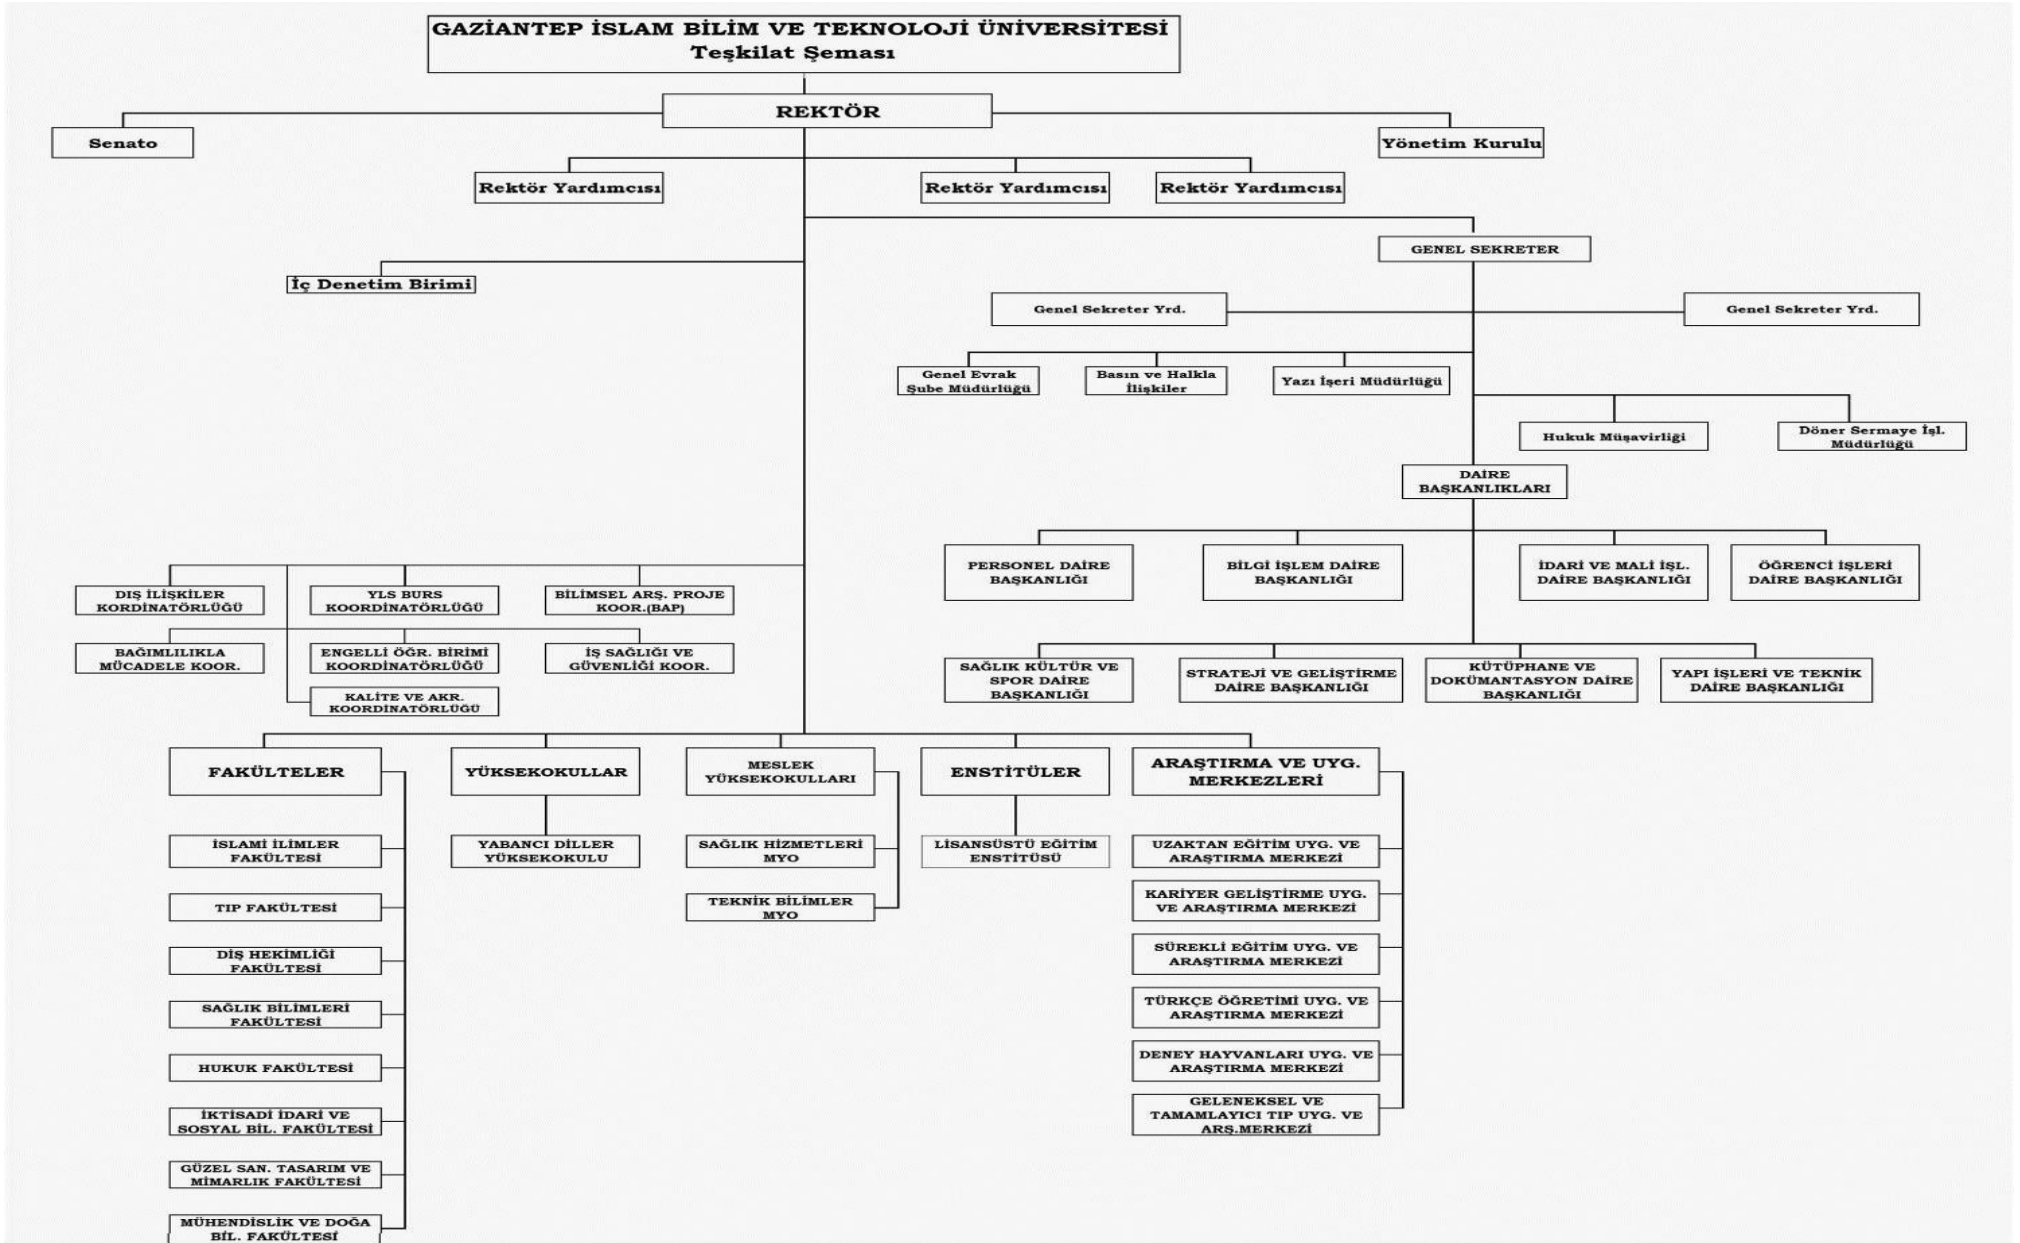 GAZİANTEP İSLAM BİLİM VE TEKNOLOJİ ÜNİVERSİTESİ
Teşkilat Şeması
REKTÖR
Senato
Yönetim Kurulu
Rektör Yardımcısı
Rektör Yardımcısı
Rektör Yardımcısı
GENEL SEKRETER
İç Denetim Birimi
Genel Sekreter Yrd.
Genel Sekreter Yrd.
Genel Evrak
Şube Müdürlüğü
Basın ve Halkla
İlişkiler
Yazı İşeri Müdürlüğü
Hukuk Müşavirliği
Döner Sermaye İşl.
Müdürlüğü
DAİRE
BAŞKANLIKLARI
PERSONEL DAİRE
BAŞKANLIĞI
BİLGİ İŞLEM DAİRE
BAŞKANLIĞI
İDARİ VE MALİ İŞL.
DAİRE BAŞKANLIĞI
ÖĞRENCİ İŞLERİ
DAİRE BAŞKANLIĞI
DIŞ İLİŞKİLER
KORDİNATÖRLÜĞÜ
YLS BURS
KOORDİNATÖRLÜĞÜ
BİLİMSEL ARŞ. PROJE
KOOR.(BAP)
BAĞIMLILIKLA
MÜCADELE KOOR.
ENGELLİ ÖĞR. BİRİMİ
KOORDİNATÖRLÜĞÜ
İŞ SAĞLIĞI VE
GÜVENLİĞİ KOOR.
SAĞLIK KÜLTÜR VE
SPOR DAİRE
BAŞKANLIĞI
STRATEJİ VE GELİŞTİRME
DAİRE BAŞKANLIĞI
KÜTÜPHANE VE
DOKÜMANTASYON DAİRE
BAŞKANLIĞI
YAPI İŞLERİ VE TEKNİK
DAİRE BAŞKANLIĞI
KALİTE VE AKR.
KOORDİNATÖRLÜĞÜ
FAKÜLTELER
YÜKSEKOKULLAR
MESLEK
YÜKSEKOKULLARI
ENSTİTÜLER
ARAŞTIRMA VE UYG.
MERKEZLERİ
İSLAMİ İLİMLER
FAKÜLTESİ
YABANCI DİLLER
YÜKSEKOKULU
SAĞLIK HİZMETLERİ
MYO
LİSANSÜSTÜ EĞİTİM
ENSTİTÜSÜ
UZAKTAN EĞİTİM UYG. VE
ARAŞTIRMA MERKEZİ
TIP FAKÜLTESİ
TEKNİK BİLİMLER
MYO
KARİYER GELİŞTİRME UYG.
VE ARAŞTIRMA MERKEZİ
DİŞ HEKİMLİĞİ
FAKÜLTESİ
SÜREKLİ EĞİTİM UYG. VE
ARAŞTIRMA MERKEZİ
SAĞLIK BİLİMLERİ
FAKÜLTESİ
TÜRKÇE ÖĞRETİMİ UYG. VE
ARAŞTIRMA MERKEZİ
HUKUK FAKÜLTESİ
DENEY HAYVANLARI UYG. VE
ARAŞTIRMA MERKEZİ
İKTİSADİ İDARİ VE
SOSYAL BİL. FAKÜLTESİ
GELENEKSEL VE
TAMAMLAYICI TIP UYG. VE
ARŞ.MERKEZİ
GÜZEL SAN. TASARIM VE
MİMARLIK FAKÜLTESİ
MÜHENDİSLİK VE DOĞA
BİL. FAKÜLTESİ